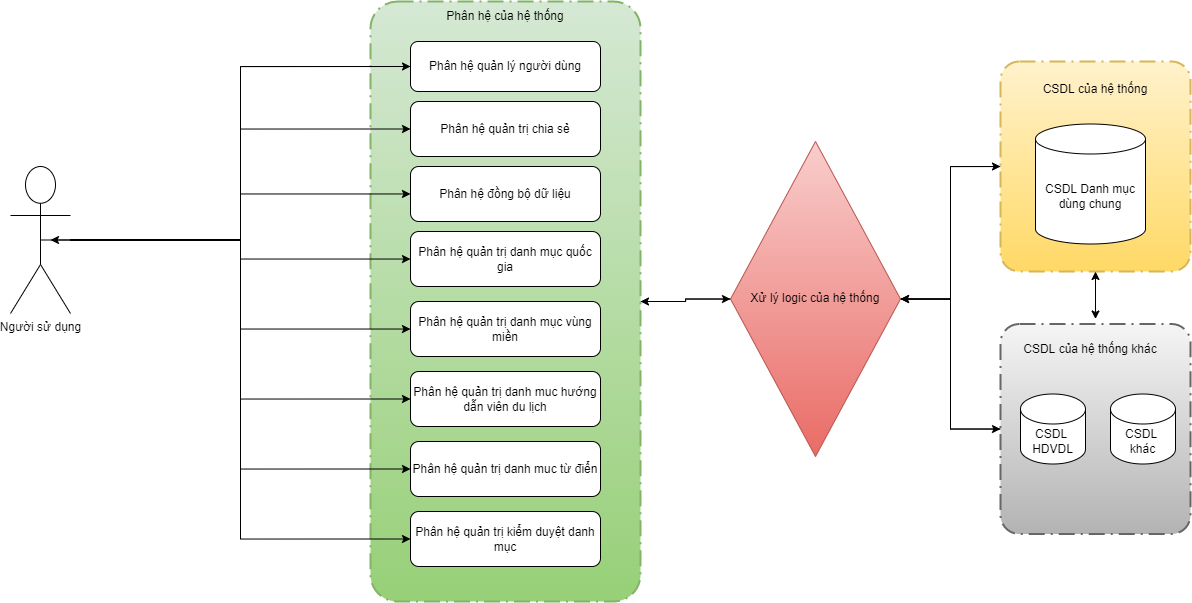 Phân hệ của hệ thống
Phân hệ quản lý người dùng
Phân hệ quản trị chia sẻ
Phân hệ đồng bộ dữ liệu
Phân hệ quản trị danh mục quốc
gia
Phân hệ quản trị danh mục vùng
miền
Phân hệ quản trị danh muc hướng
dẫn viên du lịch
Phân hệ quản trị danh muc từ điển
Phân hệ quản trị kiểm duyệt danh
mục
Người sử dụng
Xử lý logic của hệ thống
CSDL của hệ thống
CSDL Danh mục
dùng chung
CSDL của hệ thống khác
CSDL
HDVDL
CSDL
khác